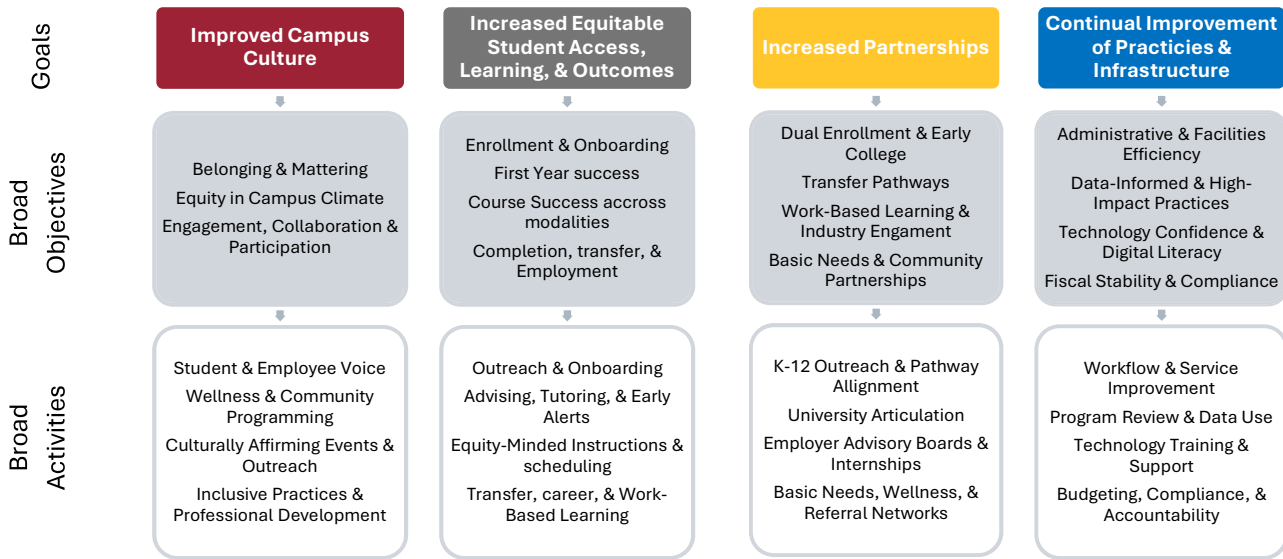 Goals
Improved Campus
Culture
Increased Equitable
Student Access,
Learning, & Outcomes
Increased Partnerships
Continual Improvement
of Practicies &
Infrastructure
Broad
Objectives
Belonging & Mattering
Equity in Campus Climate
Engagement, Collaboration &
Participation
Enrollment & Onboarding
First Year success
Course Success accross
modalities
Completion, transfer, &
Employment
Dual Enrollment & Early
College
Transfer Pathways
Work-Based Learning &
Industry Engament
Basic Needs & Community
Partnerships
Administrative & Facilities
Efficiency
Data-Informed & High-
Impact Practices
Technology Confidence &
Digital Literacy
Fiscal Stability & Compliance
Broad
Activities
Student & Employee Voice
Wellness & Community
Programming
Culturally Affirming Events &
Outreach
Inclusive Practices &
Professional Development
Outreach & Onboarding
Advising, Tutoring, & Early
Alerts
Equity-Minded Instructions &
scheduling
Transfer, career, & Work-
Based Learning
K-12 Outreach & Pathway
Allignment
University Articulation
Employer Advisory Boards &
Internships
Basic Needs, Wellness, &
Referral Networks
Workflow & Service
Improvement
Program Review & Data Use
Technology Training &
Support
Budgeting, Compliance, &
Accountability